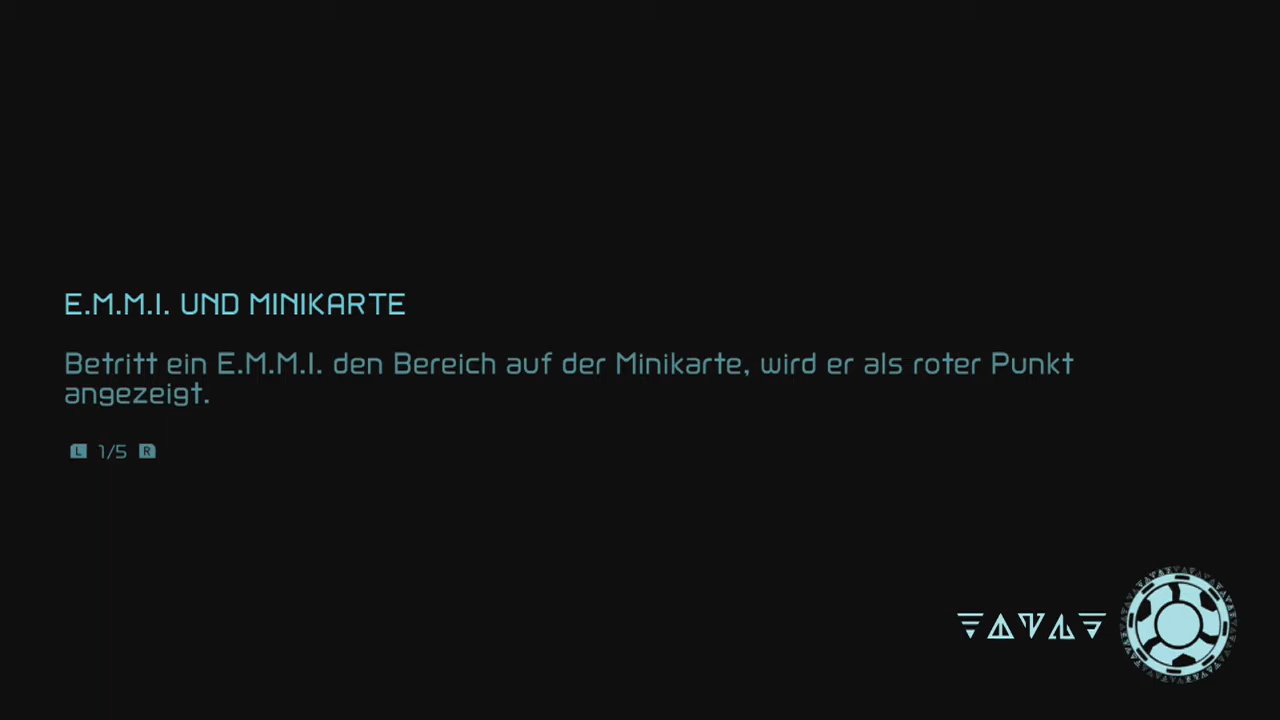 E.M.M.I. UND MINIKARTE
Betritt ein E.M.M.I. den Bereich auf der Minikarte, wird er als roter Punkt
angezeigt.
L 1/5 R